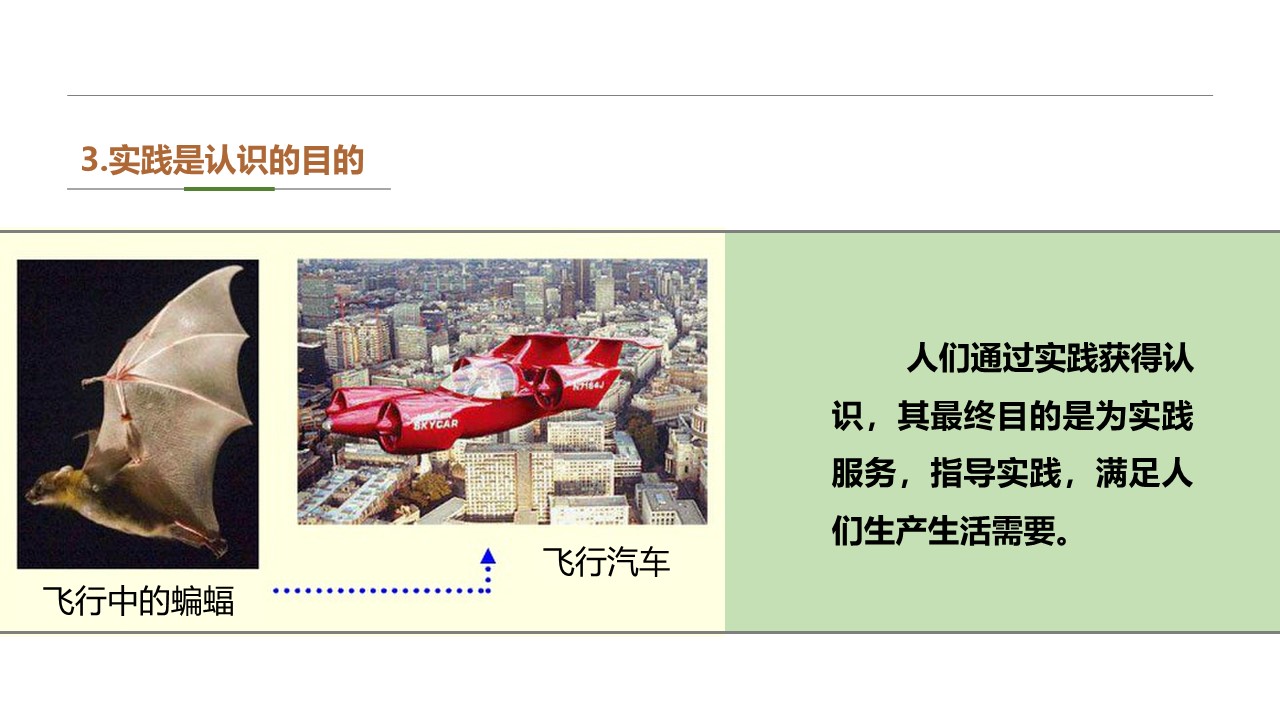 3.实践是认识的目的
N7164J
SKYCAR
飞行汽车
飞行中的蝙蝠
人们通过实践获得认
识，其最终目的是为实践
服务，指导实践，满足人
们生产生活需要。